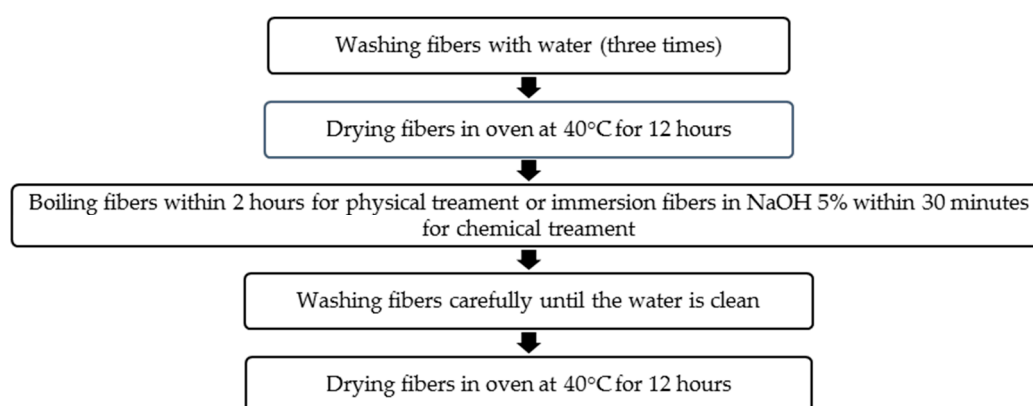 Washing fibers with water (three times)
Drying fibers in oven at 40°C for 12 hours
Boiling fibers within 2 hours for physical treament or immersion fibers in NaOH 5% within 30 minutes
for chemical treament
Washing fibers carefully until the water is clean
Drying fibers in oven at 40°C for 12 hours